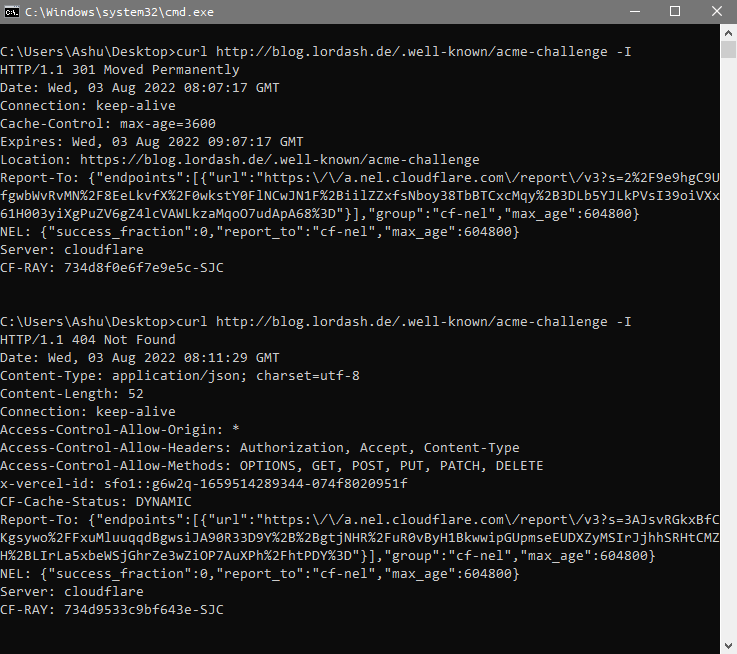 C:\Windows\system32\cmd.exe
C:\Users\Ashu\Desktop>curl http://blog.lordash.de/.well-known/acme-challenge -I
HTTP/1.1 301 Moved Permanently
Date: Wed, 03 Aug 2022 08:07:17 GMT
Connection: keep-alive
Cache-Control: max-age=3600
Expires: Wed, 03 Aug 2022 09:07:17 GMT
Location: https://blog.lordash.de/.well-known/acme-challenge
Report-To: {"endpoints":[{"url":"https:\/\/a.nel.cloudflare.com\/report\/v3?s=2%2F9e9hgC9U
fgwbWvRvMN%2F8EeLkvfX%2F0wkstY0FlNCwJN1F%2BiilZZxfsNboy38TbBTCxcMqy%2B3DLb5YJLkPVsI39oiVXx
61H003yiXgPuZV6gZ4lcVAWLkzaMqoO7udApA68%3D"}],"group":"cf-nel","max_age":604800}
NEL: {"success_fraction":0,"report_to":"cf-nel","max_age":604800}
Server: cloudflare
CF-RAY: 734d8f0e6f7e9e5c-SJC
C:\Users\Ashu\Desktop>curl http://blog.lordash.de/.well-known/acme-challenge -I
HTTP/1.1 404 Not Found
Date: Wed, 03 Aug 2022 08:11:29 GMT
Content-Type: application/json; charset=utf-8
Content-Length: 52
Connection: keep-alive
Access-Control-Allow-Origin: *
Access-Control-Allow-Headers: Authorization, Accept, Content-Type
Access-Control-Allow-Methods: OPTIONS, GET, POST, PUT, PATCH, DELETE
x-vercel-id: sfo1::g6w2q-1659514289344-074f8020951f
CF-Cache-Status: DYNAMIC
Report-To: {"endpoints":[{"url":"https:\/\/a.nel.cloudflare.com\/report\/v3?s=3AJsvRGkxBfC
Kgsywo%2FFxuMluuqqdBgwsiJA90R33D9Y%2B%2BgtjNHR%2FuR0vByH1BkwwipGUpmseEUDXZyMSIrJjhhSRHtCMZ
H%2BLIrLa5xbeWSjGhrZe3wZiOP7AuXPh%2FhtPDY%3D"}],"group":"cf-nel","max_age":604800}
NEL: {"success_fraction":0,"report_to":"cf-nel","max_age":604800}
Server: cloudflare
CF-RAY: 734d9533c9bf643e-SJC